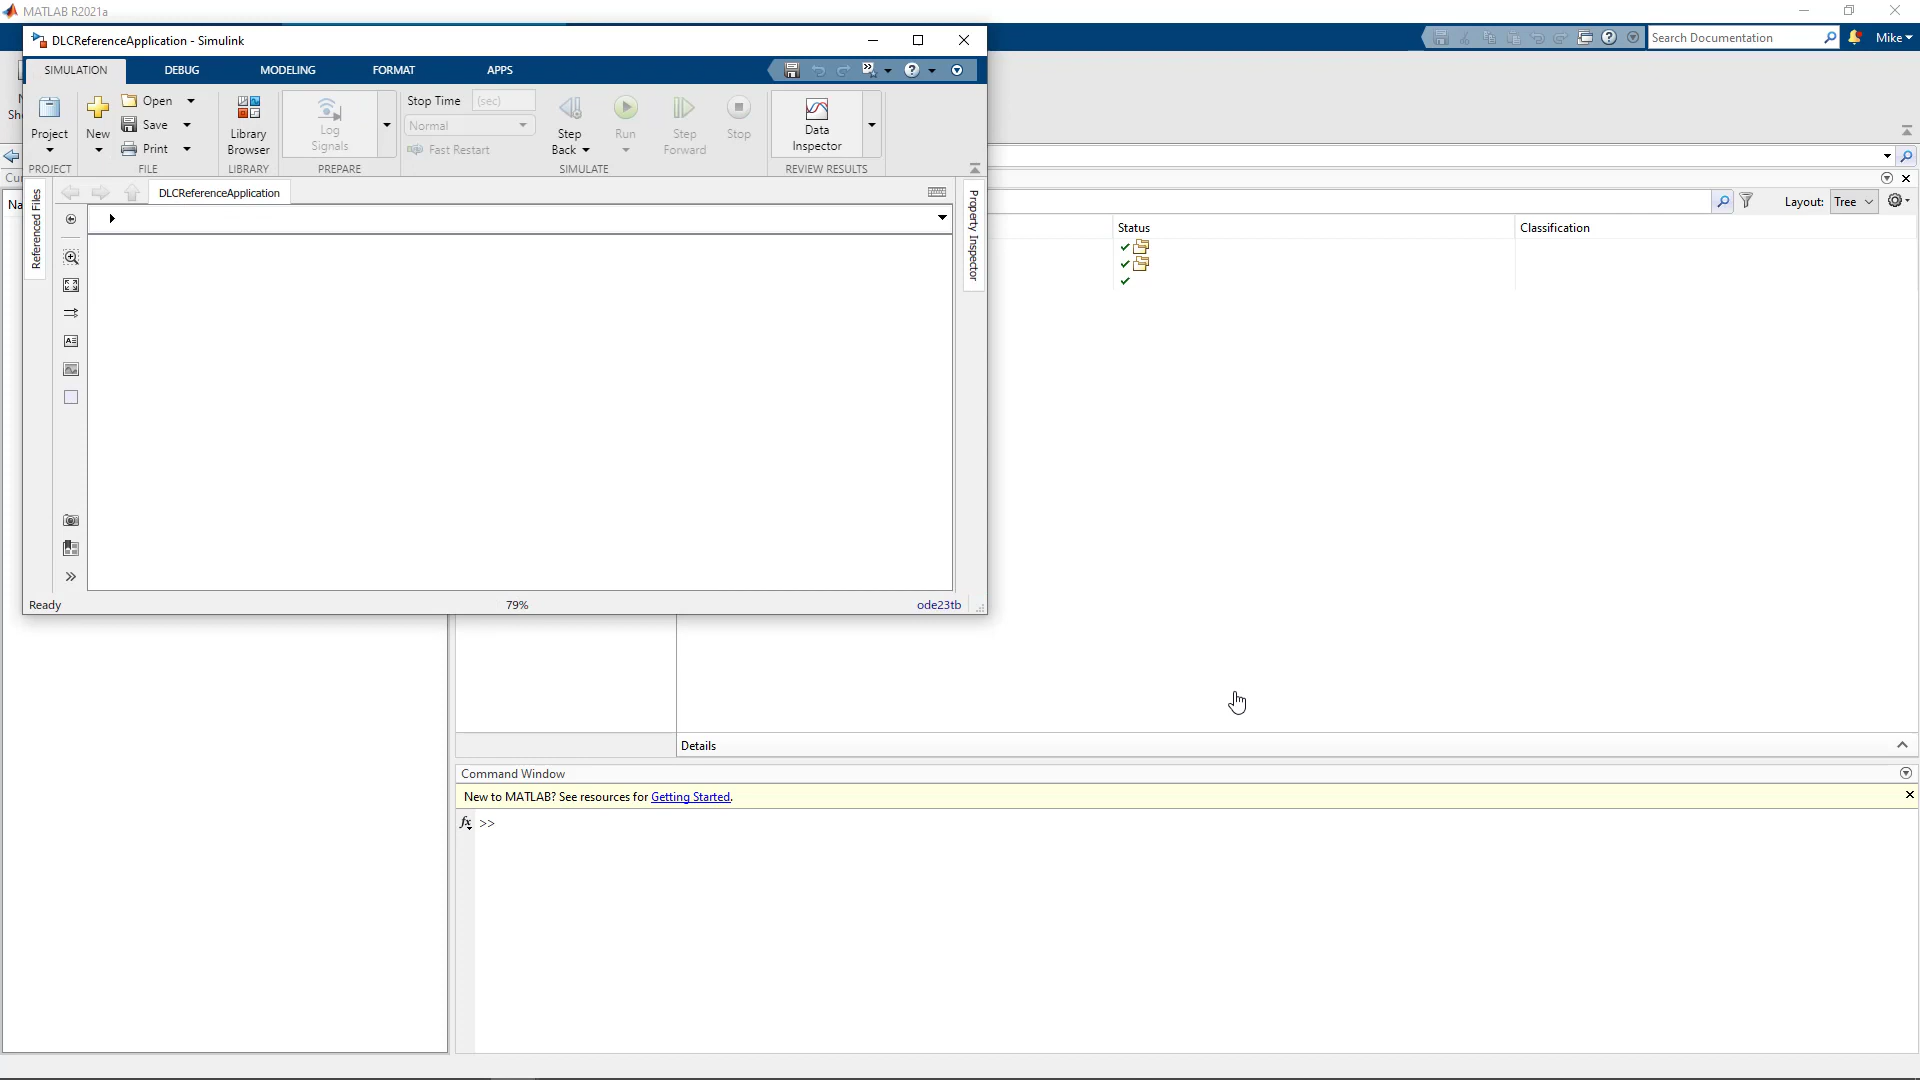 MATLAB R2021a
DLCReferenceApplication - Simulink
Search Documentation
Mike
SIMULATION DEBUG MODELING FORMAT APPS
Project
New
Open
Save
Print
Library
Browser
Log
Signals
Stop Time (sec)
Normal
Fast Restart
Step
Back
Run
Step
Forward
Stop
Data
Inspector
PROJECT FILE LIBRARY PREPARE SIMULATE REVIEW RESULTS
Referenced Files
DLCReferenceApplication
Property Inspector
Layout: Tree
Status Classification
Ready 79% ode23tb
Details
Command Window
New to MATLAB? See resources for Getting Started.
fx >>